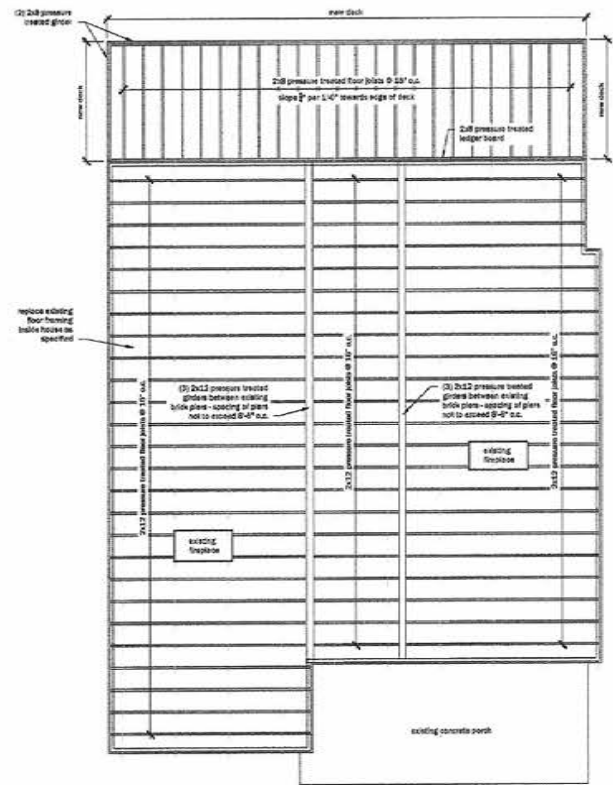 new deck
(2) 2x8 pressure
treated girder
new deck
new deck
2x8 pressure treated floor joists @ 16" o.c.
slope per 1'-0" towards edge of deck
2x8 pressure treated
ledger board
replace existing
floor framing
inside house as
specified
2x12 pressure treated floor joists @ 16" o.c.
(3) 2x12 pressure treated
girders between existing
brick piers - spacing of piers
not to exceed o.c.
2x12 pressure treated floor joists @ 16" o.c.
(3) 2x12 pressure treated
girders between existing
brick piers - spacing of piers
not to exceed o.c.
2x12 pressure treated floor joists @ 16" o.c.
existing
fireplace
existing
fireplace
existing concrete porch